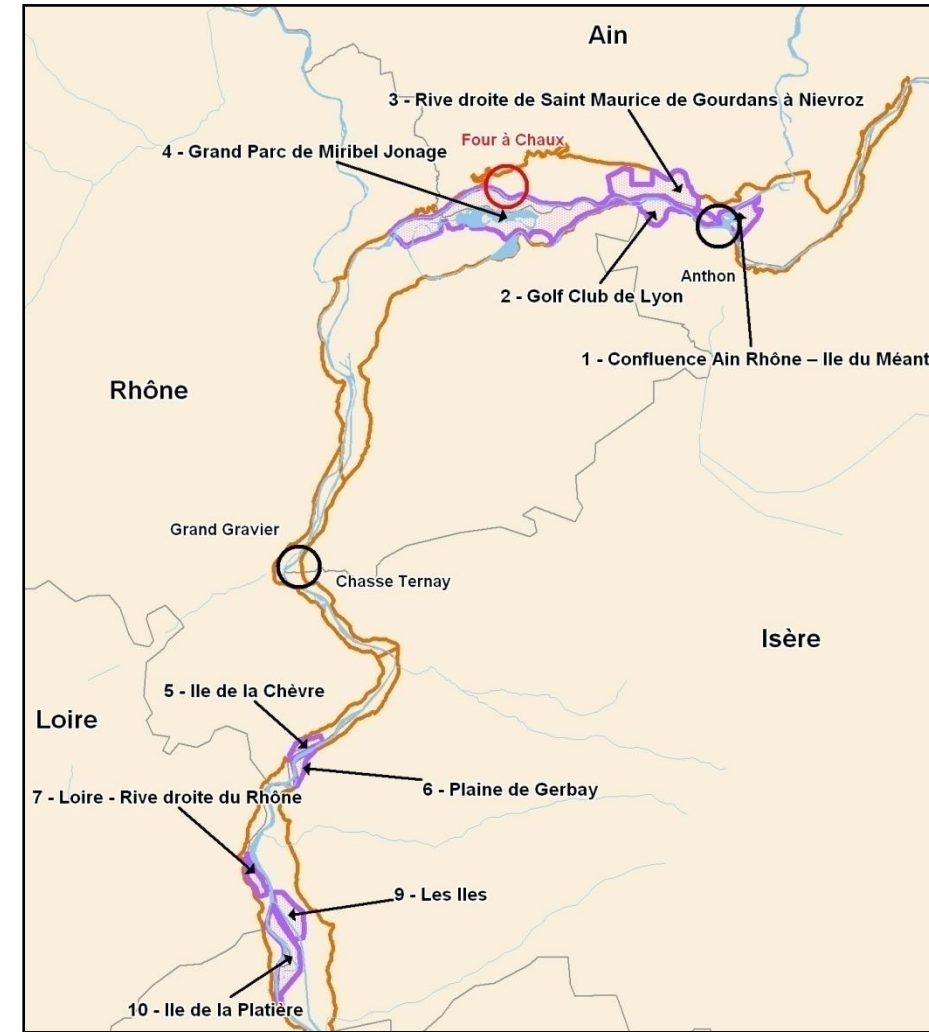 Ain
3 - Rive droite de Saint Maurice de Gourdans à Nievroz
Four à Chaux
4 - Grand Parc de Miribel Jonage
Anthon
2 - Golf Club de Lyon
1 - Confluence Ain Rhône – Ile du Méant
Rhône
Grand Gravier
Chasse Ternay
Isère
5 - Ile de la Chèvre
Loire
6 - Plaine de Gerbay
7 - Loire - Rive droite du Rhône
9 - Les Iles
10 - Ile de la Platière